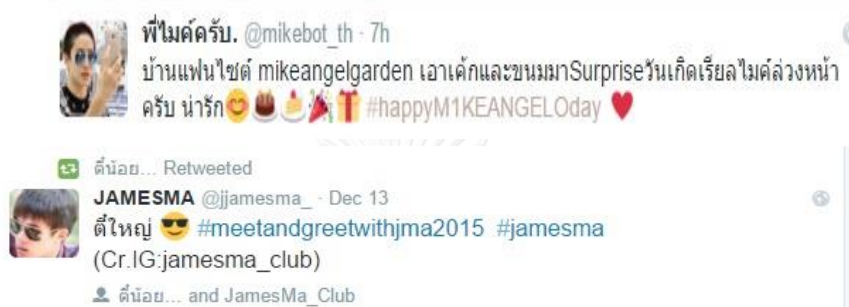 พี่ไมค์ครับ. @mikebot_th · 7h
บ้านแฟนไซต์ mikeangelgarden เอาเค้กและขนมมาSurpriseวันเกิดเรียลไมค์ล่วงหน้า
ครับ น่ารัก😊🎂🍰🎉🎁 #happyM1KEANGELOday ♥
ตี๋น้อย... Retweeted
JAMESMA @jjamesma_ · Dec 13
ตี๋ใหญ่ 😎 #meetandgreetwithjma2015 #jamesma
(Cr.IG:jamesma_club)
ตี๋น้อย... and JamesMa_Club